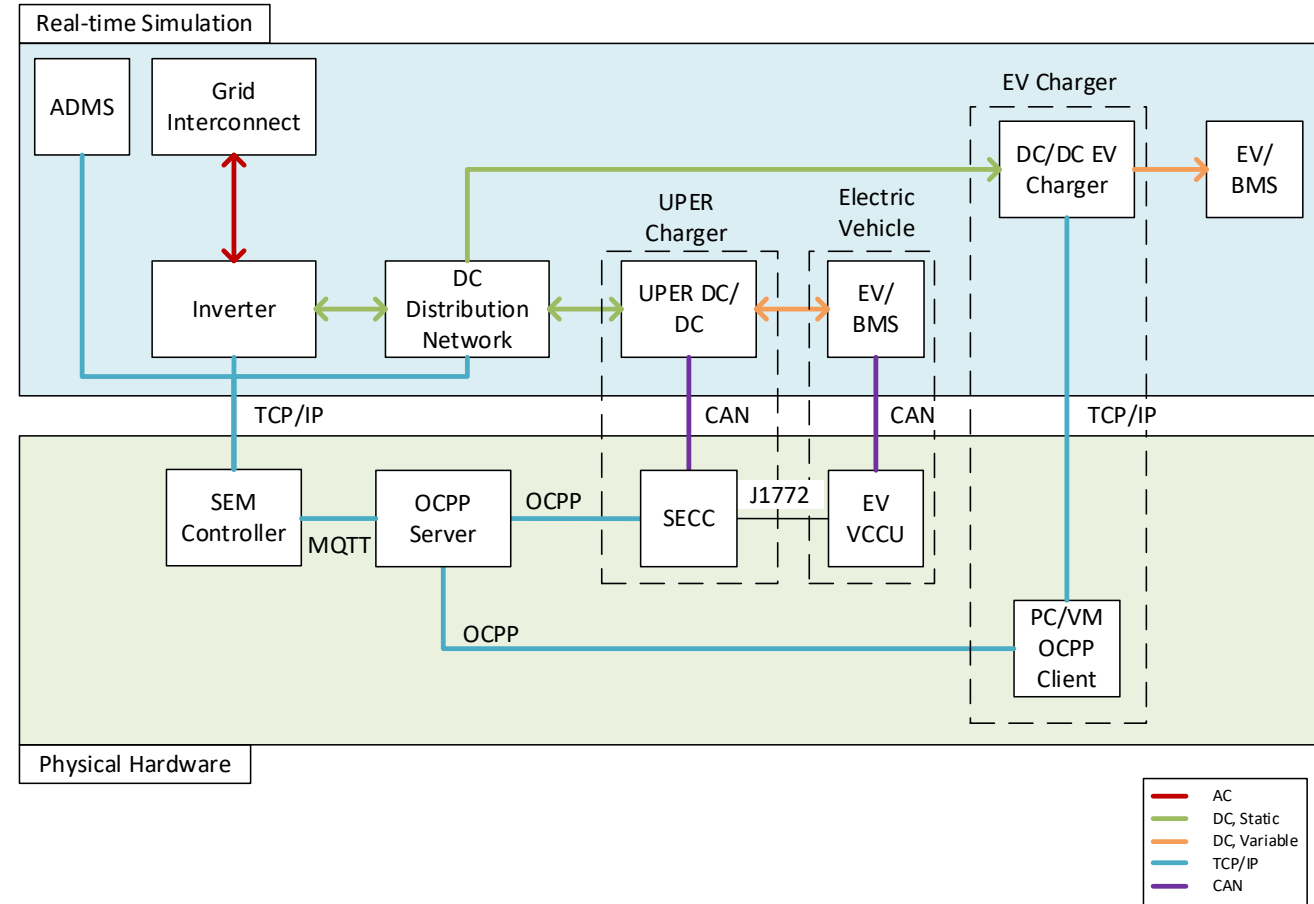 Real-time Simulation
ADMS
Grid
Interconnect
EV Charger
DC/DC EV
Charger
EV/
BMS
UPER
Charger
Electric
Vehicle
Inverter
DC
Distribution
Network
UPER DC/
DC
EV/
BMS
TCP/IP
CAN
CAN
TCP/IP
SEM
Controller
MQTT
OCPP
Server
OCPP
SECC
J1772
EV
VCCU
OCPP
PC/VM
OCPP
Client
Physical Hardware
AC
DC, Static
DC, Variable
TCP/IP
CAN